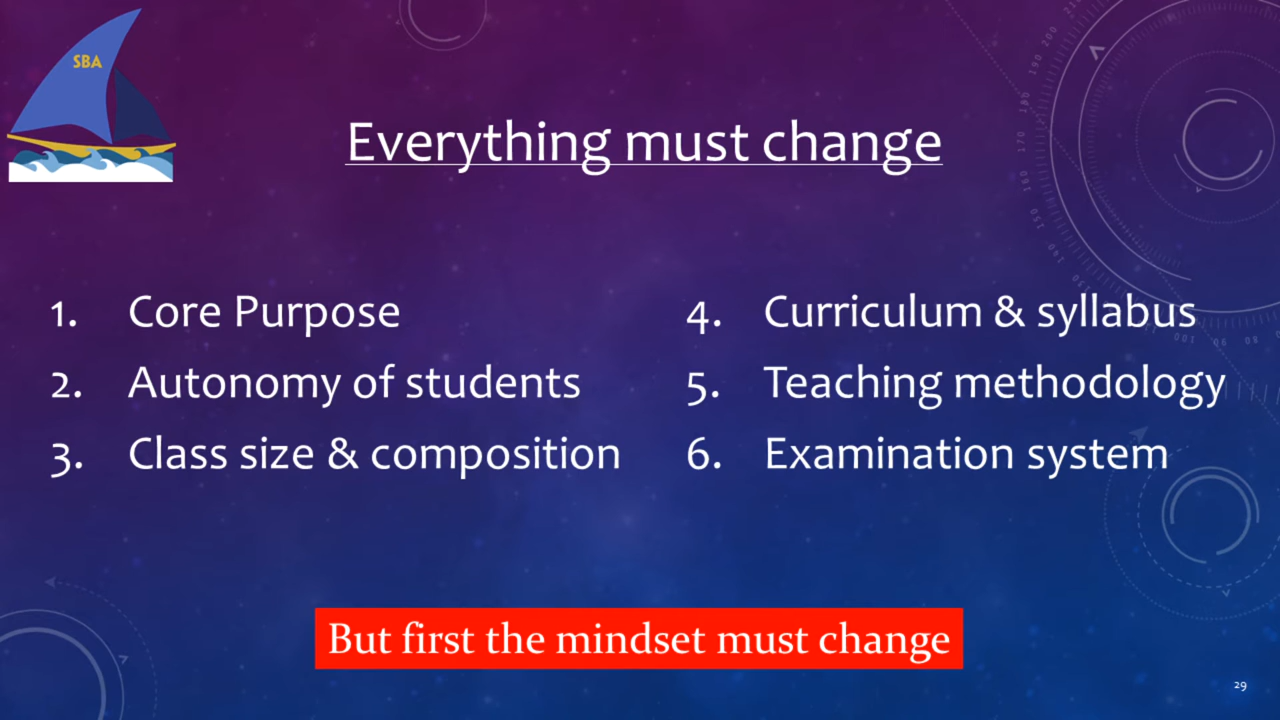 SBA
Everything must change
1. Core Purpose
2. Autonomy of students
3. Class size & composition
4. Curriculum & syllabus
5. Teaching methodology
6. Examination system
But first the mindset must change
29